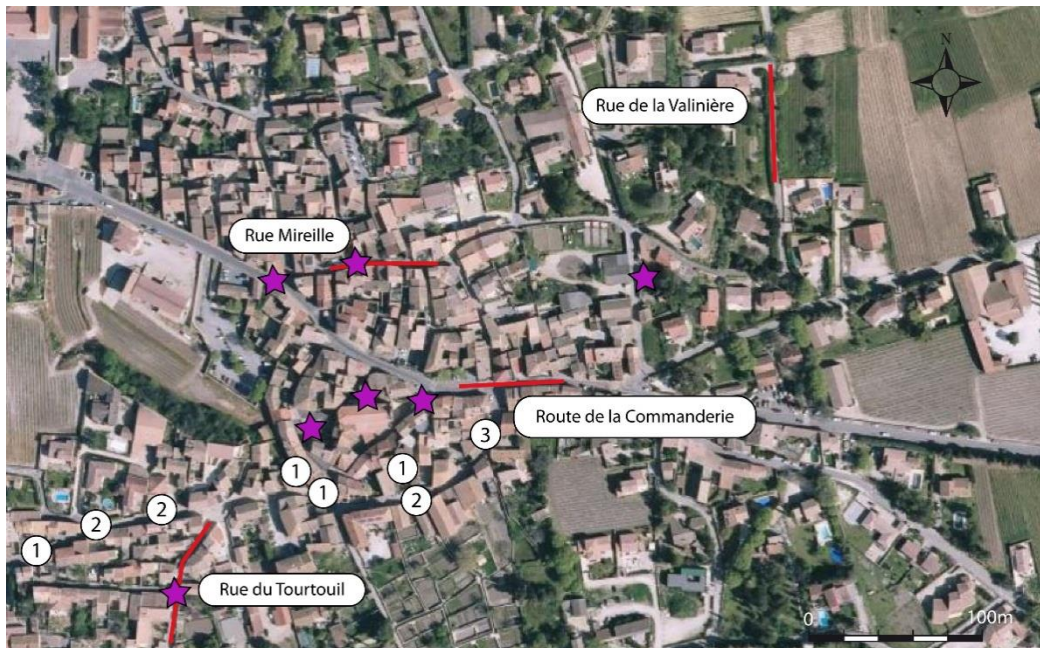 N
Rue de la Valinière
Rue Mireille
Route de la Commanderie
3
1
1
1
2
2
2
1
Rue du Tourtouil
0
100m